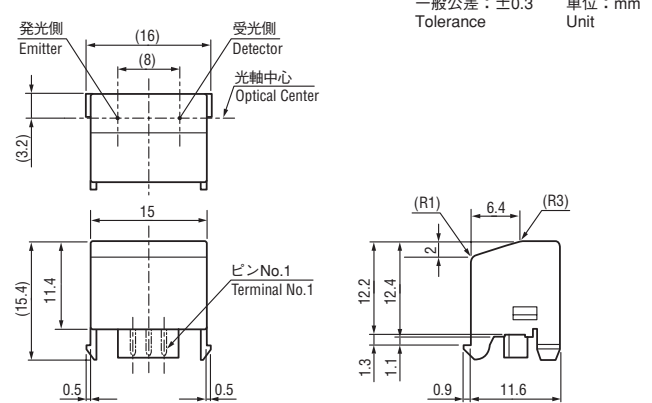 一般公差：±0.3 単位：mm
Tolerance Unit
発光側
Emitter
(16)
(8)
受光側
Detector
光軸中心
Optical Center
(3.2)
15
(15.4)
11.4
ピンNo.1
Terminal No.1
0.5
0.5
(R1)
6.4
(R3)
2
12.2
12.4
1.3
1.1
0.9
11.6